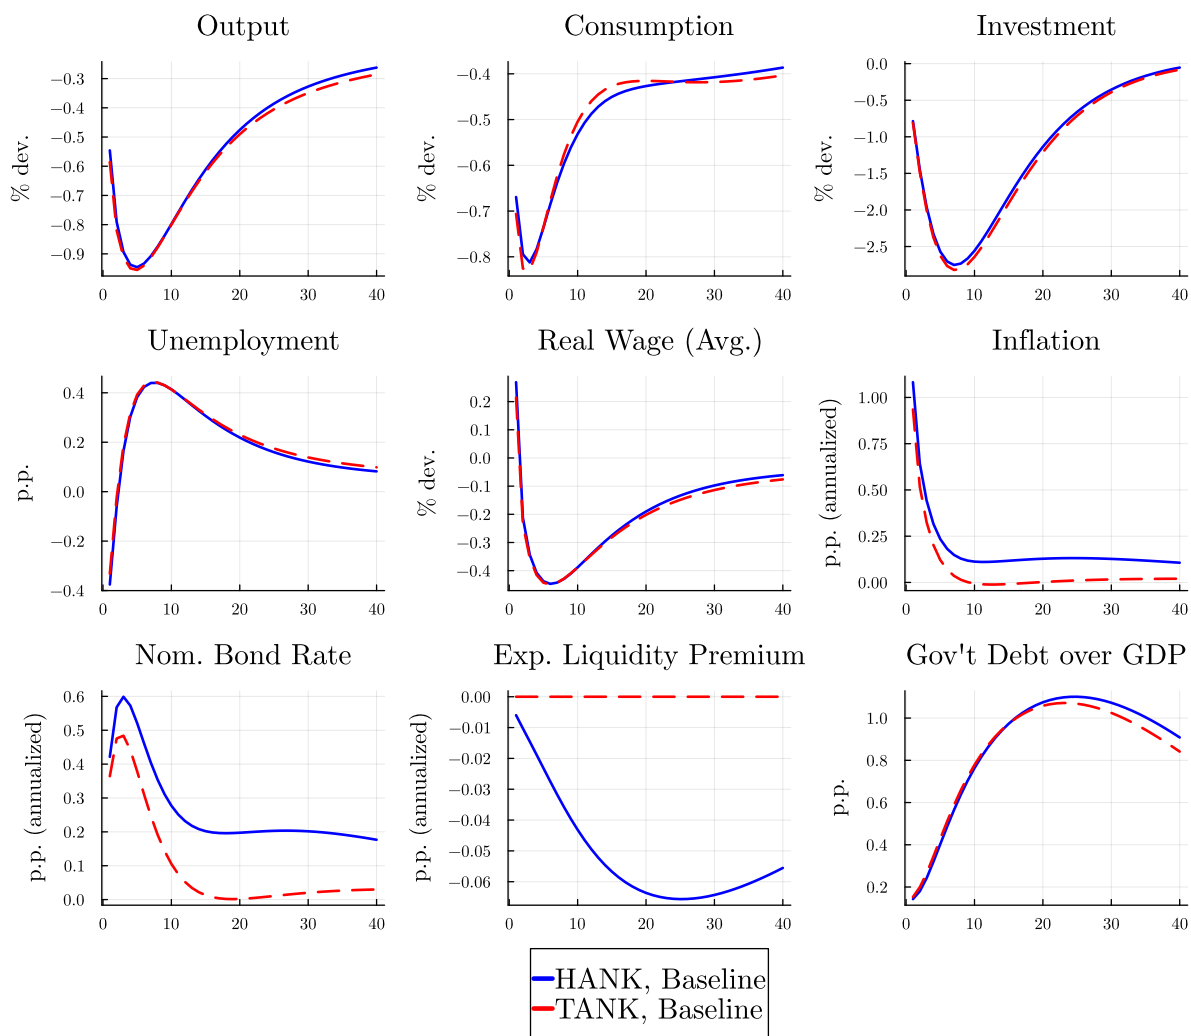 Output
Consumption
Investment
% dev.
−0.3
−0.4
−0.5
−0.6
−0.7
−0.8
−0.9
0 10 20 30 40
% dev.
−0.4
−0.5
−0.6
−0.7
−0.8
0 10 20 30 40
% dev.
0.0
−0.5
−1.0
−1.5
−2.0
−2.5
0 10 20 30 40
Unemployment
Real Wage (Avg.)
Inflation
p.p.
0.4
0.2
0.0
−0.2
−0.4
0 10 20 30 40
% dev.
0.2
0.1
0.0
−0.1
−0.2
−0.3
−0.4
0 10 20 30 40
p.p. (annualized)
1.00
0.75
0.50
0.25
0.00
0 10 20 30 40
Nom. Bond Rate
Exp. Liquidity Premium
Gov't Debt over GDP
p.p. (annualized)
0.6
0.5
0.4
0.3
0.2
0.1
0.0
0 10 20 30 40
p.p. (annualized)
0.00
−0.01
−0.02
−0.03
−0.04
−0.05
−0.06
0 10 20 30 40
p.p.
1.0
0.8
0.6
0.4
0.2
0 10 20 30 40
HANK, Baseline
TANK, Baseline